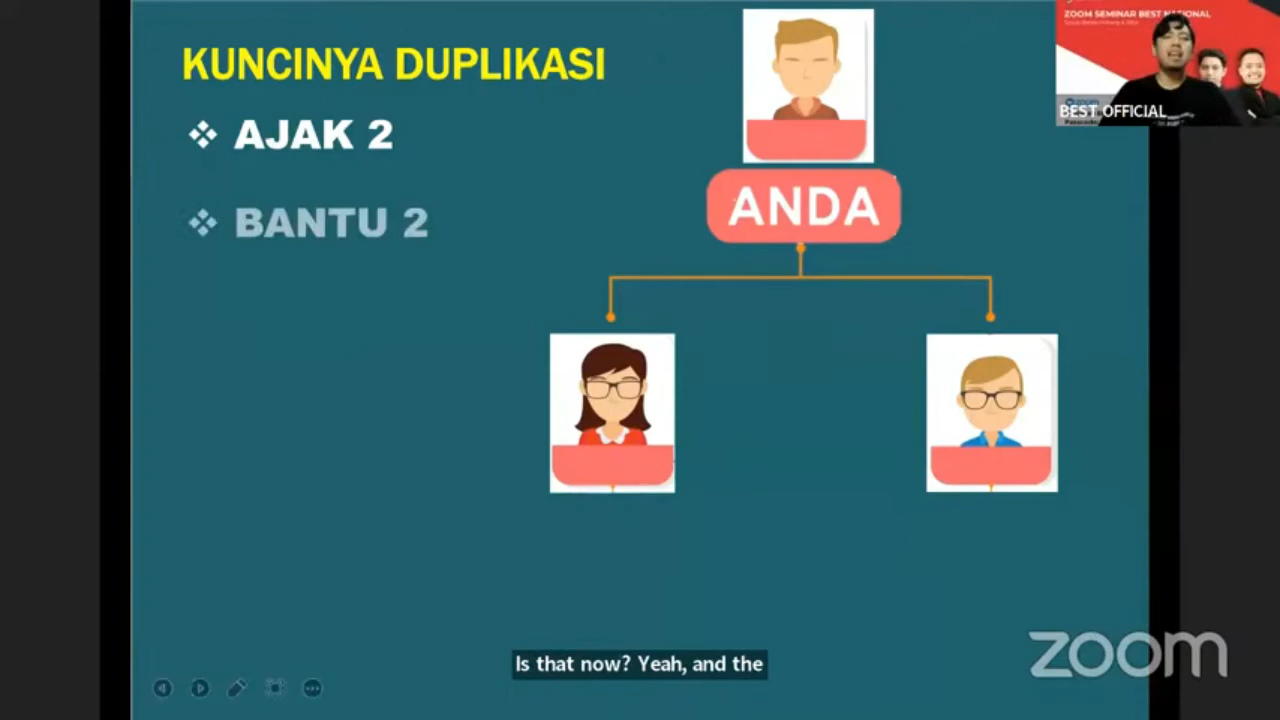 KUNCINYA DUPLIKASI
AJAK 2
BANTU 2
ANDA
ZOOM SEMINAR BEST NASIONAL
BEST OFFICIAL
Is that now? Yeah, and the
zoom